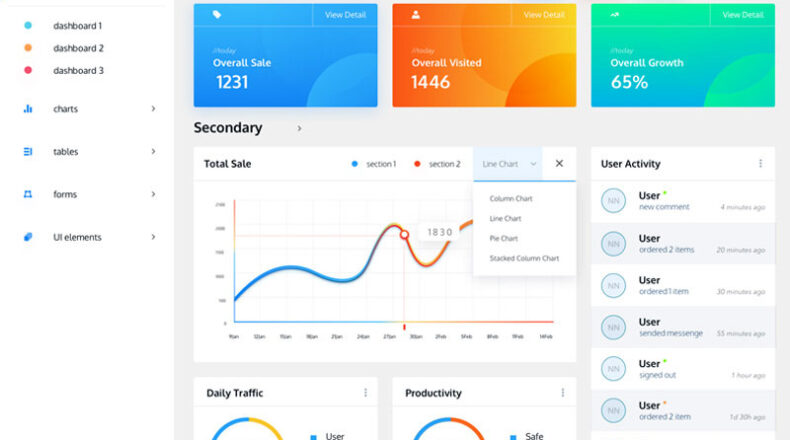 dashboard 1
dashboard 2
dashboard 3
charts
tables
forms
UI elements
View Detail
//today
Overall Sale
1231
View Detail
//today
Overall Visited
1446
View Detail
//today
Overall Growth
65%
Secondary
Total Sale
section 1
section 2
Line Chart
Column Chart
Line Chart
Pie Chart
Stacked Column Chart
1830
2100
1500
1000
500
0
9Jan
12Jan
15Jan
18Jan
21Jan
24Jan
27Jan
30Jan
2Feb
5Feb
8Feb
11Feb
14Feb
User Activity
NN
User
new comment
4 minutes ago
NN
User
ordered 2 items
20 minutes ago
NN
User
ordered 1 item
30 minutes ago
NN
User
sended messenge
55 minutes ago
NN
User
signed out
1 hour ago
NN
User
ordered 2 item
1d 30h ago
Daily Traffic
User
Productivity
Safe